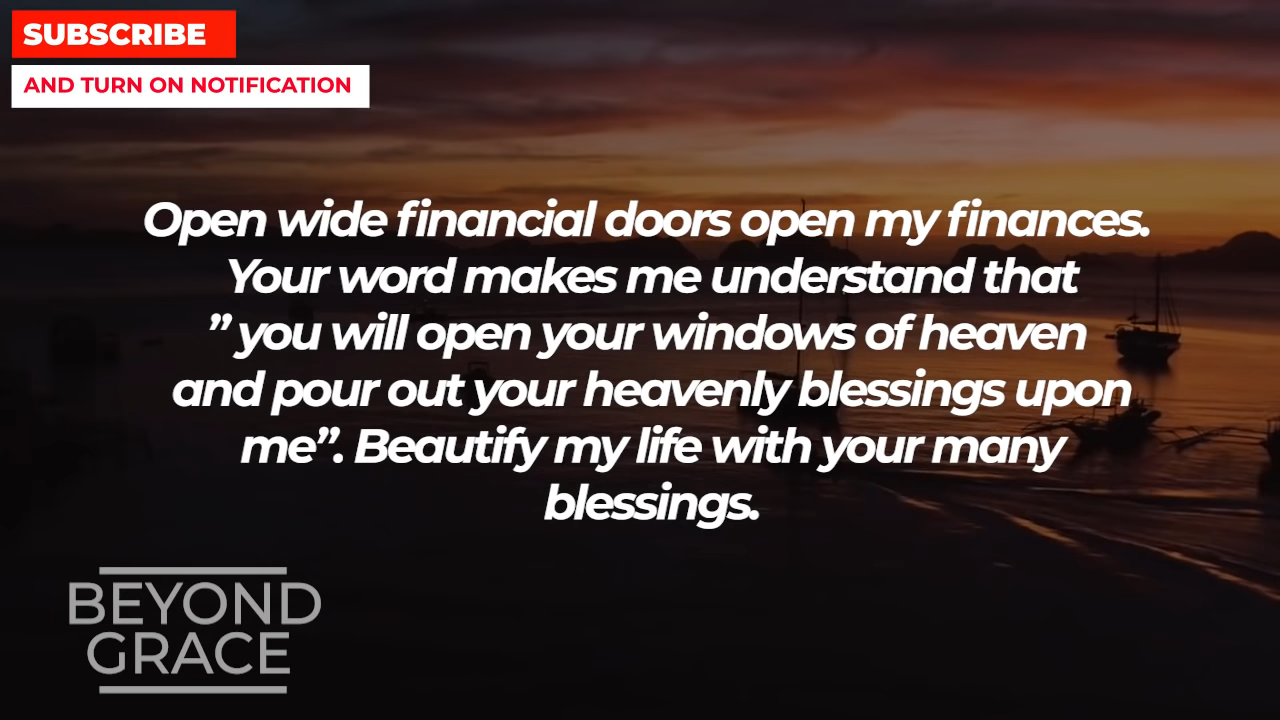 SUBSCRIBE
AND TURN ON NOTIFICATION
Open wide financial doors open my finances.
Your word makes me understand that
” you will open your windows of heaven
and pour out your heavenly blessings upon
me”. Beautify my life with your many
blessings.
BEYOND
GRACE